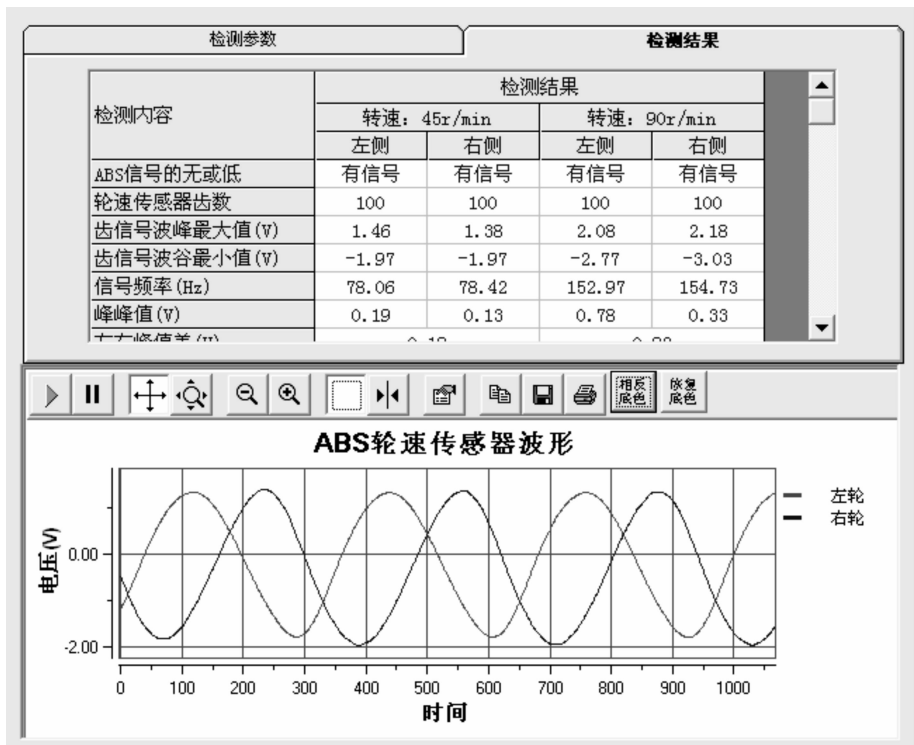 检测参数 检测结果
检测内容 检测结果
转速: 45r/min 转速: 90r/min
左侧 右侧 左侧 右侧
ABS信号的无或低 有信号 有信号 有信号 有信号
轮速传感器齿数 100 100 100 100
齿信号波峰最大值(V) 1.46 1.38 2.08 2.18
齿信号波谷最小值(V) -1.97 -1.97 -2.77 -3.03
信号频率(Hz) 78.06 78.42 152.97 154.73
峰峰值(V) 0.19 0.13 0.78 0.33
相反底色 恢复底色
ABS轮速传感器波形
左轮
右轮
电压(V)
0.00
-2.00
0 100 200 300 400 500 600 700 800 900 1000
时间